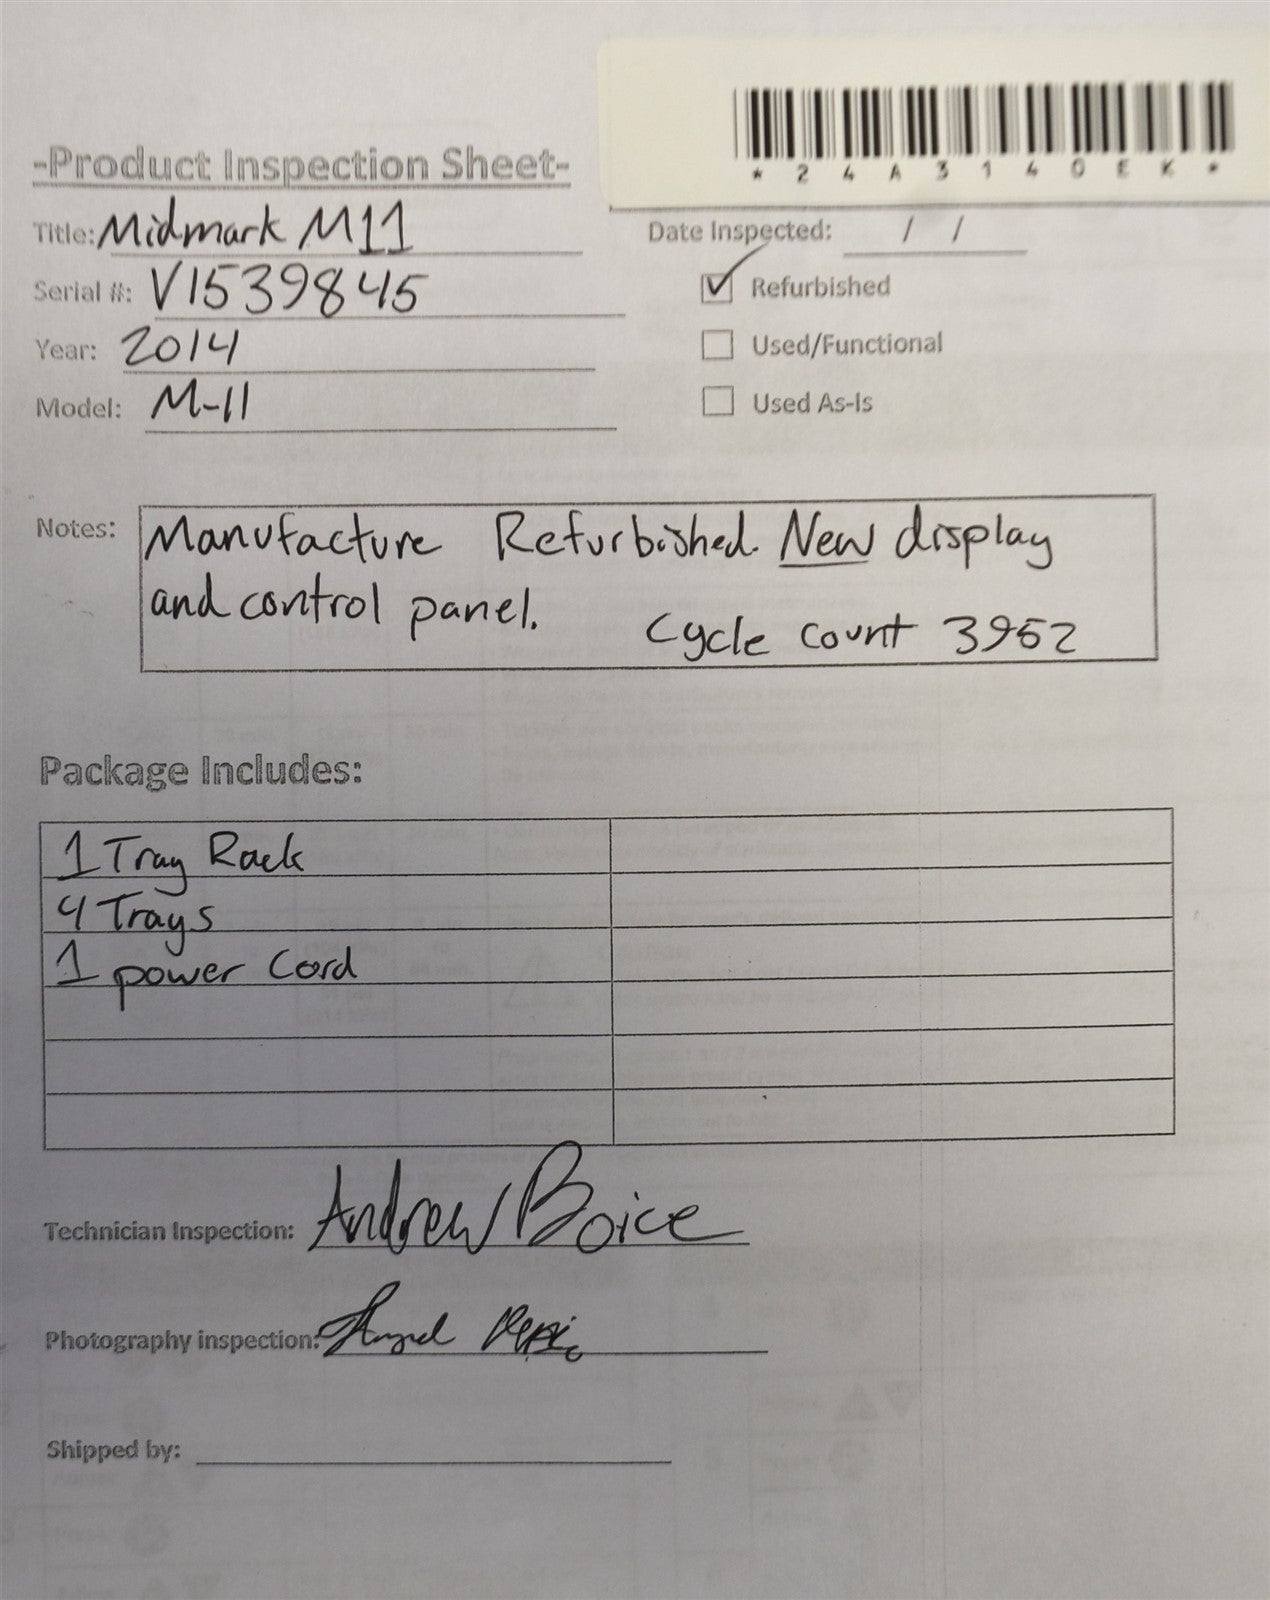 *24A3140EK*
-Product Inspection Sheet-
Title: Midmark M11
Date Inspected: / /
Serial #: V1539845
Refurbished
Year: 2014
Used/Functional
Model: M-11
Used As-Is
Notes: Manufacture Refurbished. New display
and control panel.
Cycle count 3952
Package Includes:
1 Tray Rack
4 Trays
1 power Cord
Technician Inspection: Andrew Boice
Photography inspection:
Shipped by: